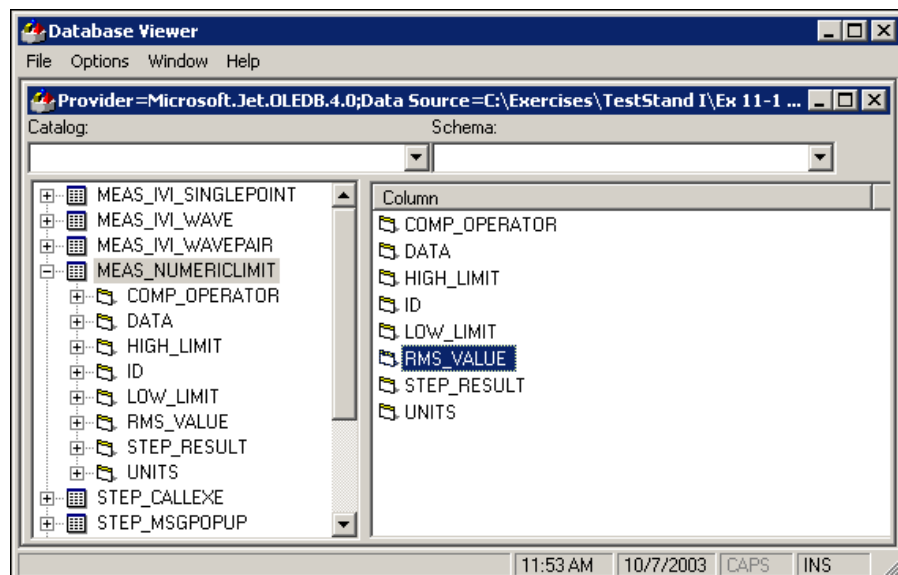 Database Viewer
File Options Window Help
Provider=Microsoft.Jet.OLEDB.4.0;Data Source=C:\Exercises\TestStand I\Ex 11-1 ...
Catalog: Schema:
MEAS_IVI_SINGLEPOINT
MEAS_IVI_WAVE
MEAS_IVI_WAVEPAIR
MEAS_NUMERICLIMIT
COMP_OPERATOR
DATA
HIGH_LIMIT
ID
LOW_LIMIT
RMS_VALUE
STEP_RESULT
UNITS
STEP_CALLEXE
STEP_MSGPOPUP
Column
COMP_OPERATOR
DATA
HIGH_LIMIT
ID
LOW_LIMIT
RMS_VALUE
STEP_RESULT
UNITS
11:53 AM 10/7/2003 CAPS INS